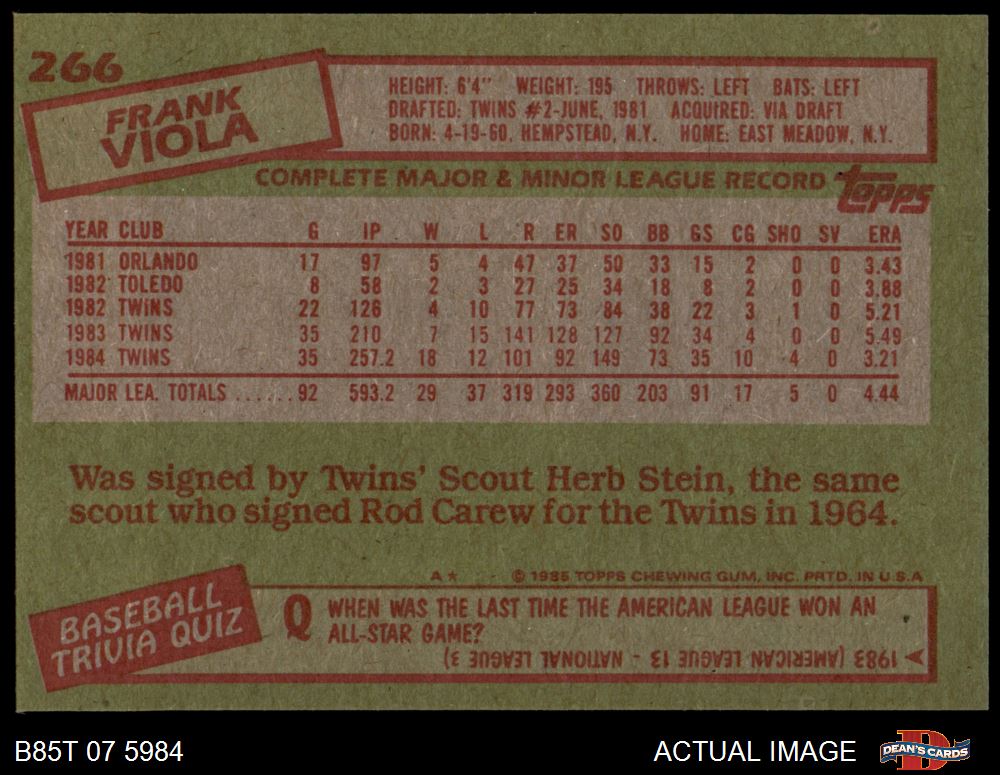 266
FRANK
VIOLA
HEIGHT: 6'4" WEIGHT: 195 THROWS: LEFT BATS: LEFT
DRAFTED: TWINS #2-JUNE, 1981 ACQUIRED: VIA DRAFT
BORN: 4-19-60, HEMPSTEAD, N.Y. HOME: EAST MEADOW, N.Y.
COMPLETE MAJOR & MINOR LEAGUE RECORD topps
YEAR CLUB G IP W L R ER SO BB GS CG SHO SV ERA
1981 ORLANDO 17 97 5 4 47 37 50 33 15 2 0 0 3.43
1982 TOLEDO 8 58 2 3 27 25 34 18 8 2 0 0 3.88
1982 TWINS 22 126 4 10 77 73 84 38 22 3 1 0 5.21
1983 TWINS 35 210 7 15 141 128 127 92 34 4 0 0 5.49
1984 TWINS 35 257.2 18 12 101 92 149 73 35 10 4 0 3.21
MAJOR LEA. TOTALS ...... 92 593.2 29 37 319 293 360 203 91 17 5 0 4.44
Was signed by Twins' Scout Herb Stein, the same
scout who signed Rod Carew for the Twins in 1964.
A* © 1985 TOPPS CHEWING GUM, INC. PRTD. IN U.S.A
BASEBALL
TRIVIA QUIZ
Q WHEN WAS THE LAST TIME THE AMERICAN LEAGUE WON AN
ALL-STAR GAME?
1983 (AMERICAN LEAGUE 13 - NATIONAL LEAGUE 3)
B85T 07 5984
ACTUAL IMAGE
D
DEAN'S CARDS